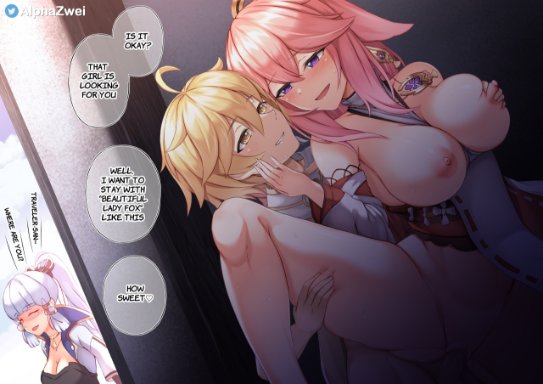 AlphaZwei
IS IT
OKAY?
THAT
GIRL IS
LOOKING
FOR YOU
WELL,
I WANT TO
STAY WITH
"BEAUTIFUL
LADY FOX"
LIKE THIS
HOW
SWEET♡
TRAVELER-SAN~
WHERE ARE YOU?